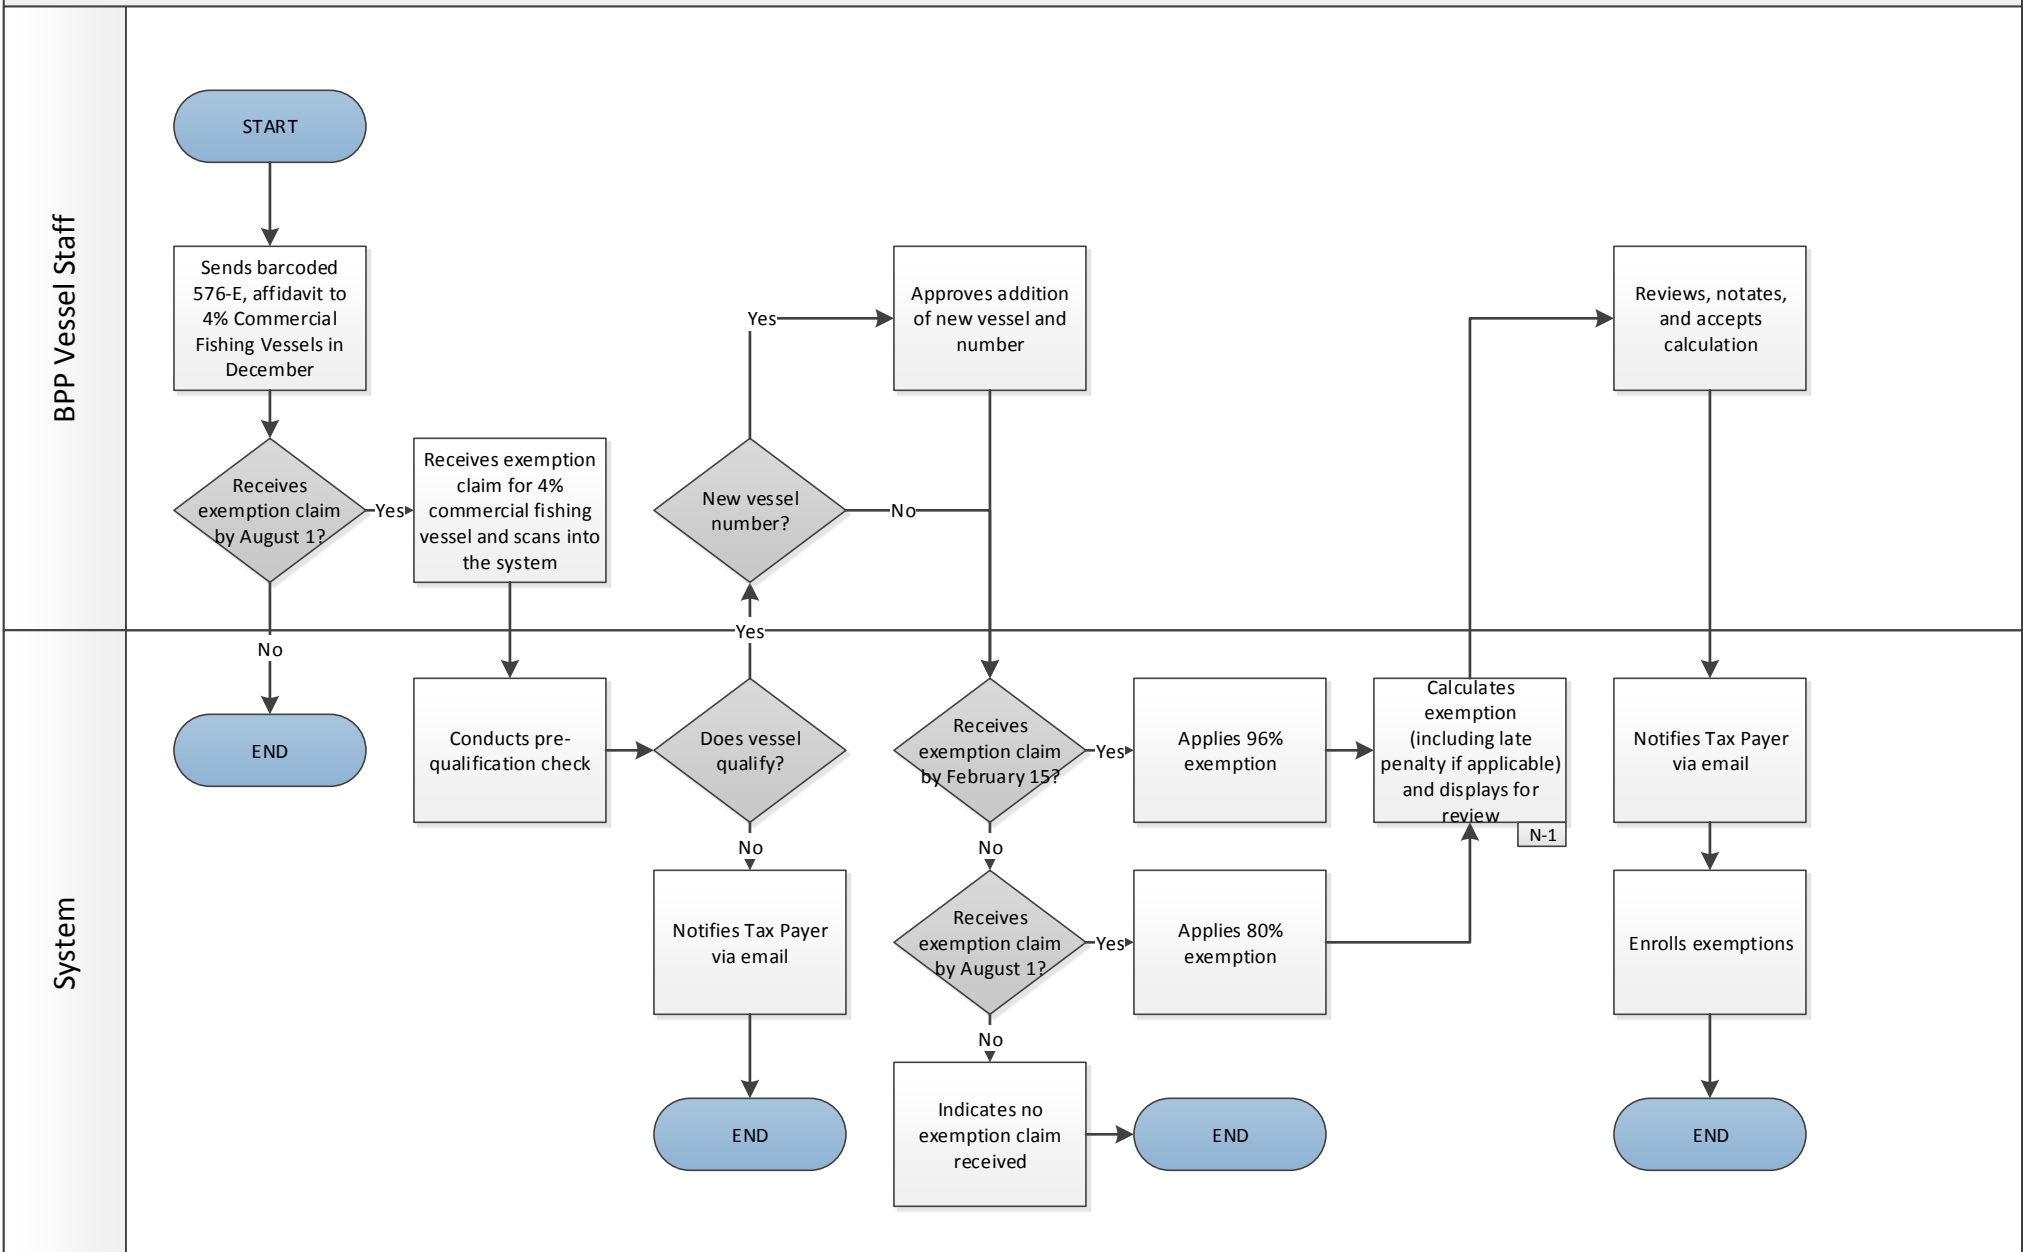 BPP Vessel Staff
START
Sends barcoded
576-E, affidavit to
4% Commercial
Fishing Vessels in
December
Receives
exemption claim
by August 1?
Yes
Receives exemption
claim for 4%
commercial fishing
vessel and scans into
the system
No
New vessel
number?
Yes
No
Approves addition
of new vessel and
number
Reviews, notates,
and accepts
calculation
System
END
Conducts pre-
qualification check
Does vessel
qualify?
Yes
No
Notifies Tax Payer
via email
END
Receives
exemption claim
by February 15?
Yes
Applies 96%
exemption
No
Receives
exemption claim
by August 1?
Yes
Applies 80%
exemption
No
Indicates no
exemption claim
received
END
Calculates
exemption
(including late
penalty if applicable)
and displays for
review
N-1
Notifies Tax Payer
via email
Enrolls exemptions
END